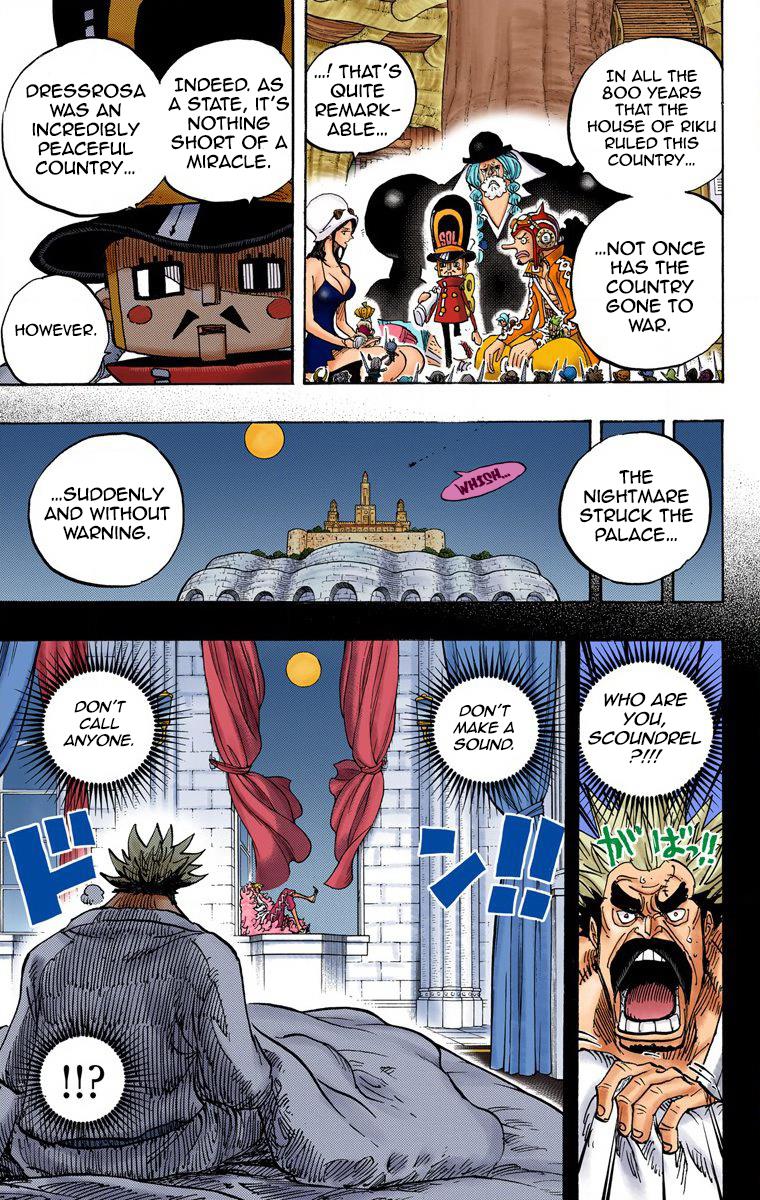 IN ALL THE
800 YEARS
THAT THE
HOUSE OF RIKU
RULED THIS
COUNTRY...
...NOT ONCE
HAS THE
COUNTRY
GONE TO
WAR.
...! THAT'S
QUITE
REMARK-
ABLE...
SOL
INDEED. AS
A STATE, IT'S
NOTHING
SHORT OF A
MIRACLE.
DRESSROSA
WAS AN
INCREDIBLY
PEACEFUL
COUNTRY...
HOWEVER.
THE
NIGHTMARE
STRUCK THE
PALACE...
WHISH...
...SUDDENLY
AND WITHOUT
WARNING.
WHO ARE
YOU,
SCOUNDREL
?!!!
がばっ!!
DON'T
MAKE A
SOUND.
DON'T
CALL
ANYONE.
ドン!!
!!?